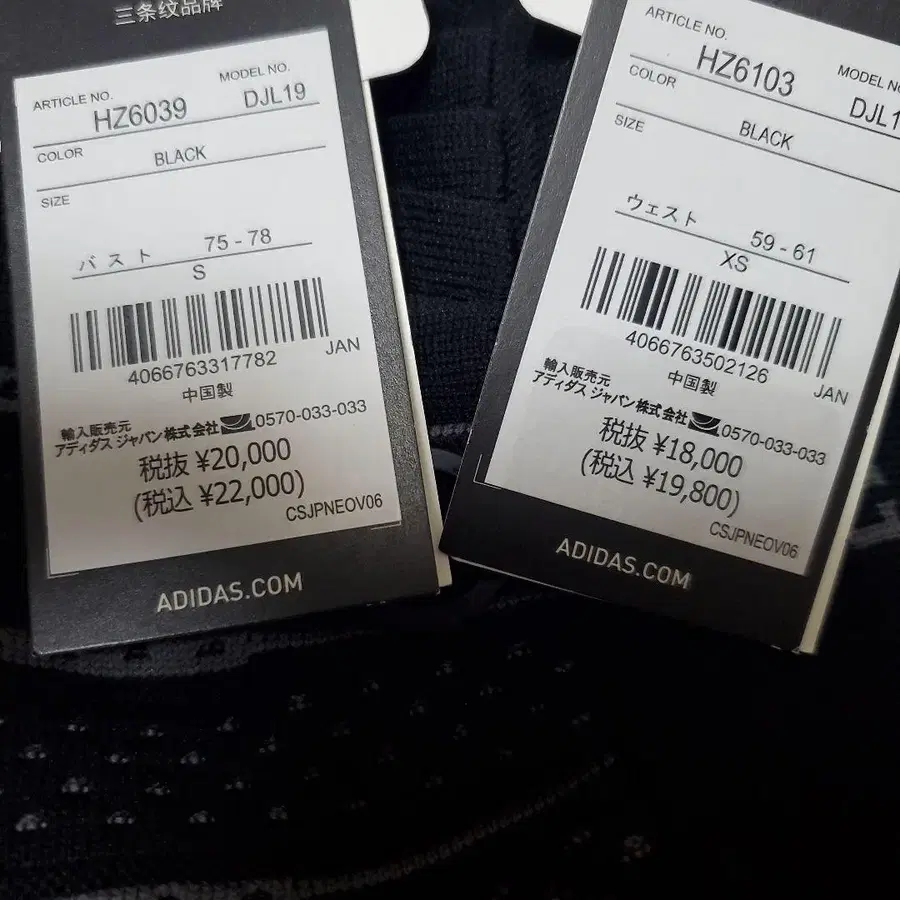 三条纹品牌
ARTICLE NO.
MODEL NO.
HZ6039
DJL19
COLOR
BLACK
SIZE
バスト 75 - 78
S
4066763317782
JAN
中国製
輸入販売元
アディダス ジャパン株式会社 0570-033-033
税抜 ¥20,000
(税込 ¥22,000)
CSJPNEOV06
ADIDAS.COM
ARTICLE NO.
MODEL NO
HZ6103
DJL1
COLOR
BLACK
SIZE
ウェスト 59 - 61
XS
4066763502126
JAN
中国製
輸入販売元
アディダス ジャパン株式会社 0570-033-033
税抜 ¥18,000
(税込 ¥19,800)
CSJPNEOV06
ADIDAS.COM